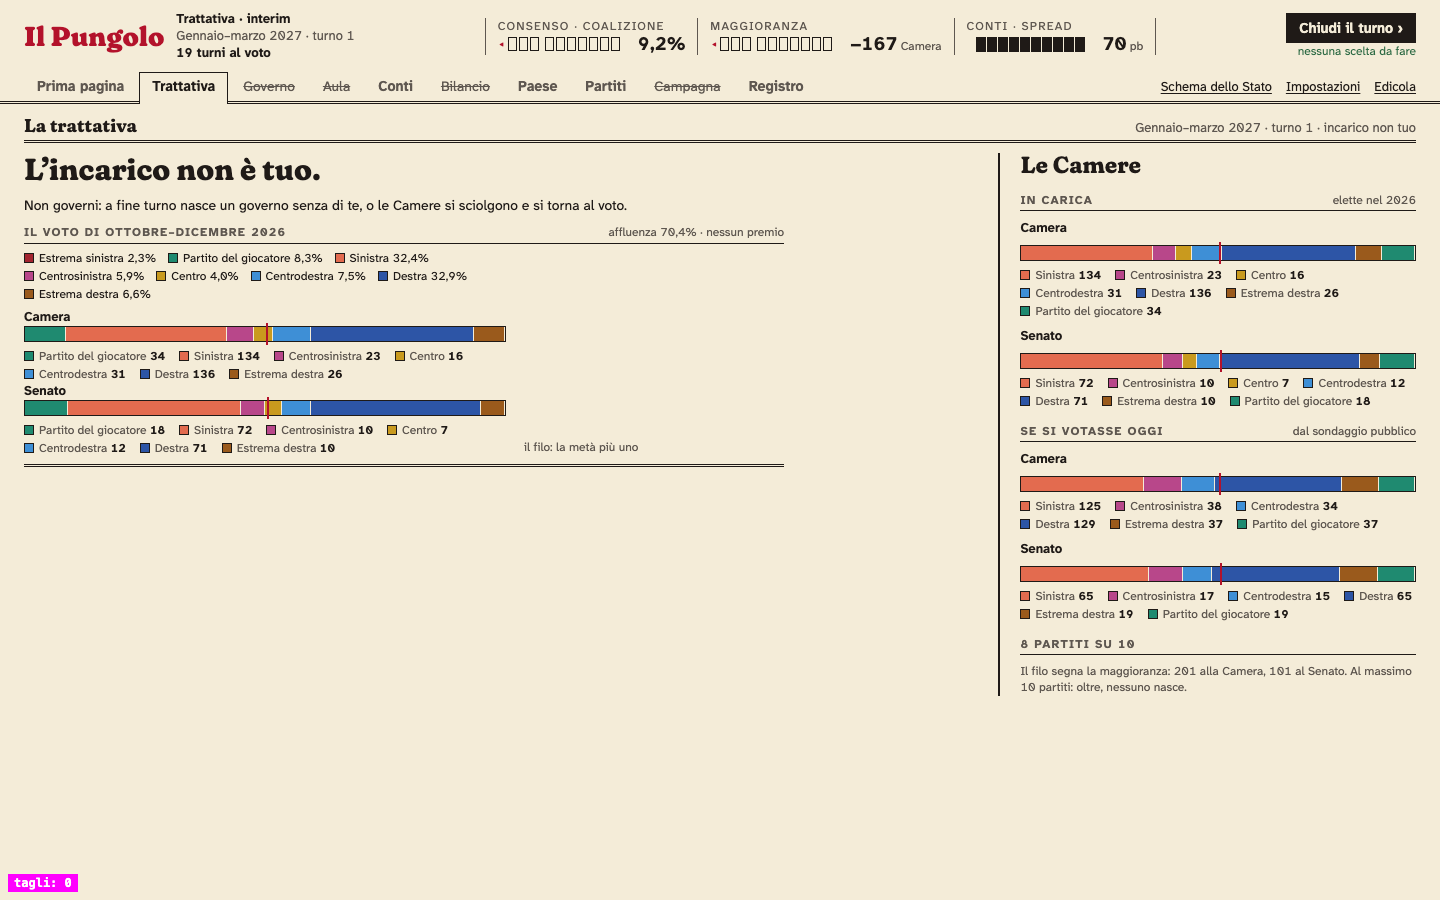 Il Pungolo
Trattativa · interim
Gennaio–marzo 2027 · turno 1
19 turni al voto
CONSENSO · COALIZIONE
9,2%
MAGGIORANZA
−167 Camera
CONTI · SPREAD
70 pb
Chiudi il turno ›
nessuna scelta da fare
Prima pagina Trattativa Governo Aula Conti Bilancio Paese Partiti Campagna Registro
Schema dello Stato Impostazioni Edicola
La trattativa
Gennaio–marzo 2027 · turno 1 · incarico non tuo
L’incarico non è tuo.
Non governi: a fine turno nasce un governo senza di te, o le Camere si sciolgono e si torna al voto.
IL VOTO DI OTTOBRE–DICEMBRE 2026
affluenza 70,4% · nessun premio
Estrema sinistra 2,3% Partito del giocatore 8,3% Sinistra 32,4%
Centrosinistra 5,9% Centro 4,0% Centrodestra 7,5% Destra 32,9%
Estrema destra 6,6%
Camera
Partito del giocatore 34 Sinistra 134 Centrosinistra 23 Centro 16
Centrodestra 31 Destra 136 Estrema destra 26
Senato
Partito del giocatore 18 Sinistra 72 Centrosinistra 10 Centro 7
Centrodestra 12 Destra 71 Estrema destra 10
il filo: la metà più uno
Le Camere
IN CARICA
elette nel 2026
Camera
Sinistra 134 Centrosinistra 23 Centro 16
Centrodestra 31 Destra 136 Estrema destra 26
Partito del giocatore 34
Senato
Sinistra 72 Centrosinistra 10 Centro 7 Centrodestra 12
Destra 71 Estrema destra 10 Partito del giocatore 18
SE SI VOTASSE OGGI
dal sondaggio pubblico
Camera
Sinistra 125 Centrosinistra 38 Centrodestra 34
Destra 129 Estrema destra 37 Partito del giocatore 37
Senato
Sinistra 65 Centrosinistra 17 Centrodestra 15 Destra 65
Estrema destra 19 Partito del giocatore 19
8 PARTITI SU 10
Il filo segna la maggioranza: 201 alla Camera, 101 al Senato. Al massimo
10 partiti: oltre, nessuno nasce.
tagli: 0